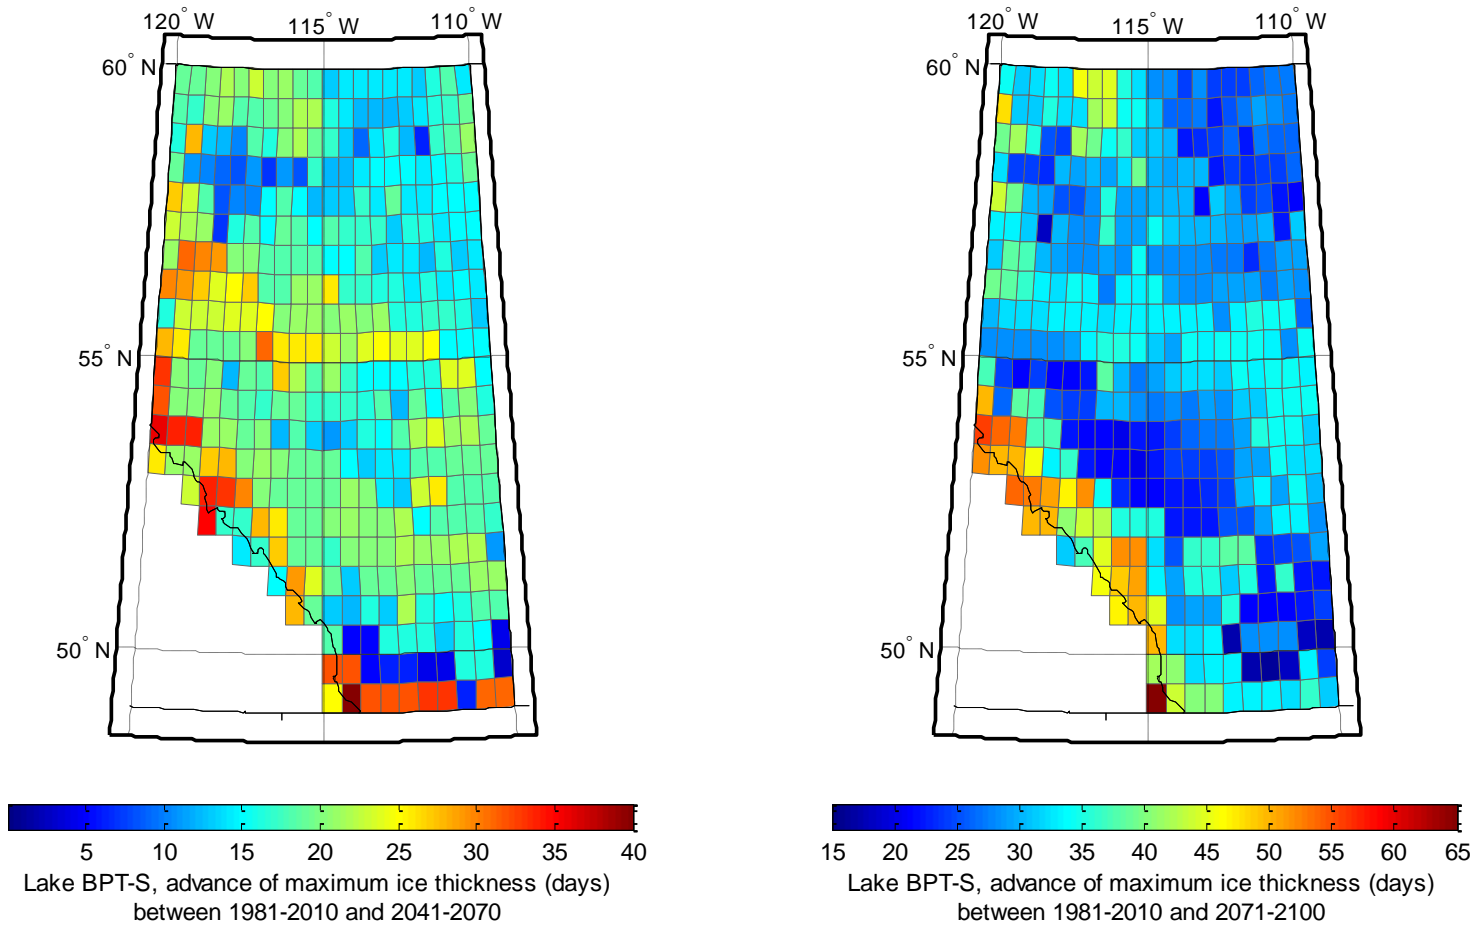 120° W 115° W 110° W
60° N
55° N
50° N
5 10 15 20 25 30 35 40
Lake BPT-S, advance of maximum ice thickness (days)
between 1981-2010 and 2041-2070
120° W 115° W 110° W
60° N
55° N
50° N
15 20 25 30 35 40 45 50 55 60 65
Lake BPT-S, advance of maximum ice thickness (days)
between 1981-2010 and 2071-2100